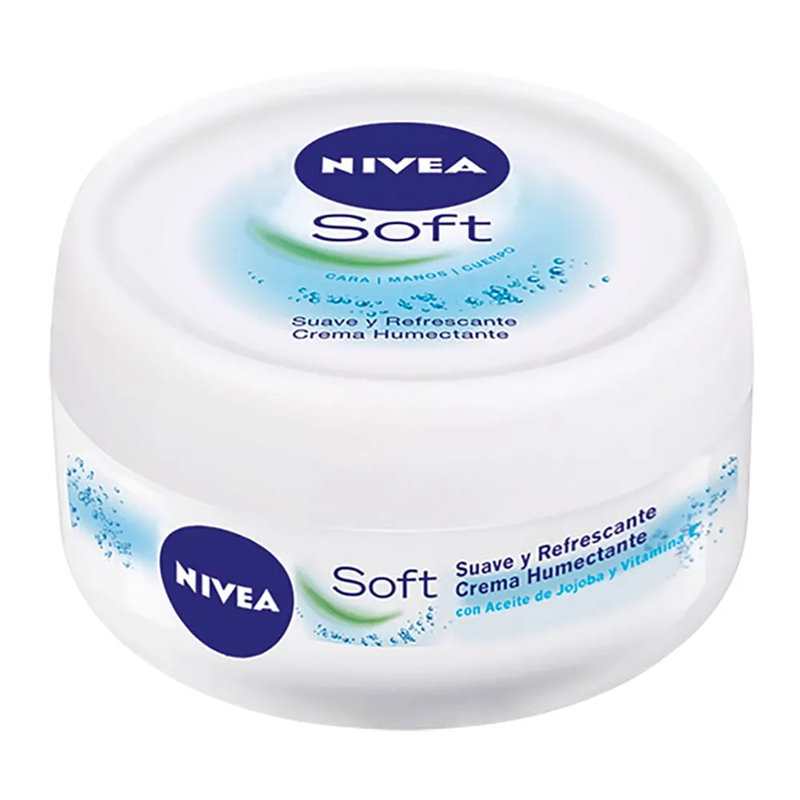 NIVEA
Soft
CARA | MANOS | CUERPO
Suave y Refrescante
Crema Humectante
NIVEA
Soft
Suave y Refrescante
Crema Humectante
con Aceite de Jojoba y Vitamina E